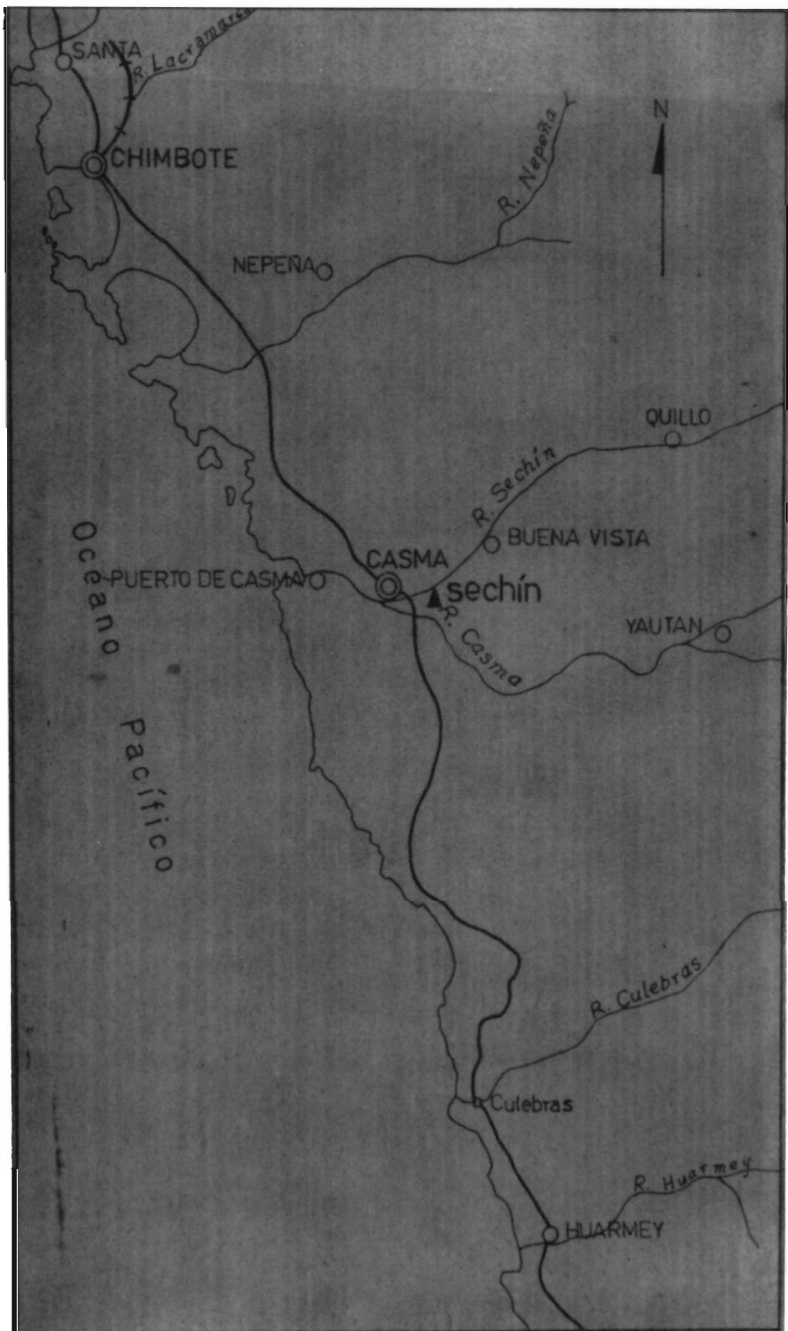 SANTA
R. Lacramarca
CHIMBOTE
N
R. Nepeña
NEPEÑA
QUILLO
R. Sechín
BUENA VISTA
CASMA
PUERTO DE CASMA
sechín
R. Casma
YAUTAN
Océano
Pacífico
R. Culebras
Culebras
R. Huarmey
HUARMEY